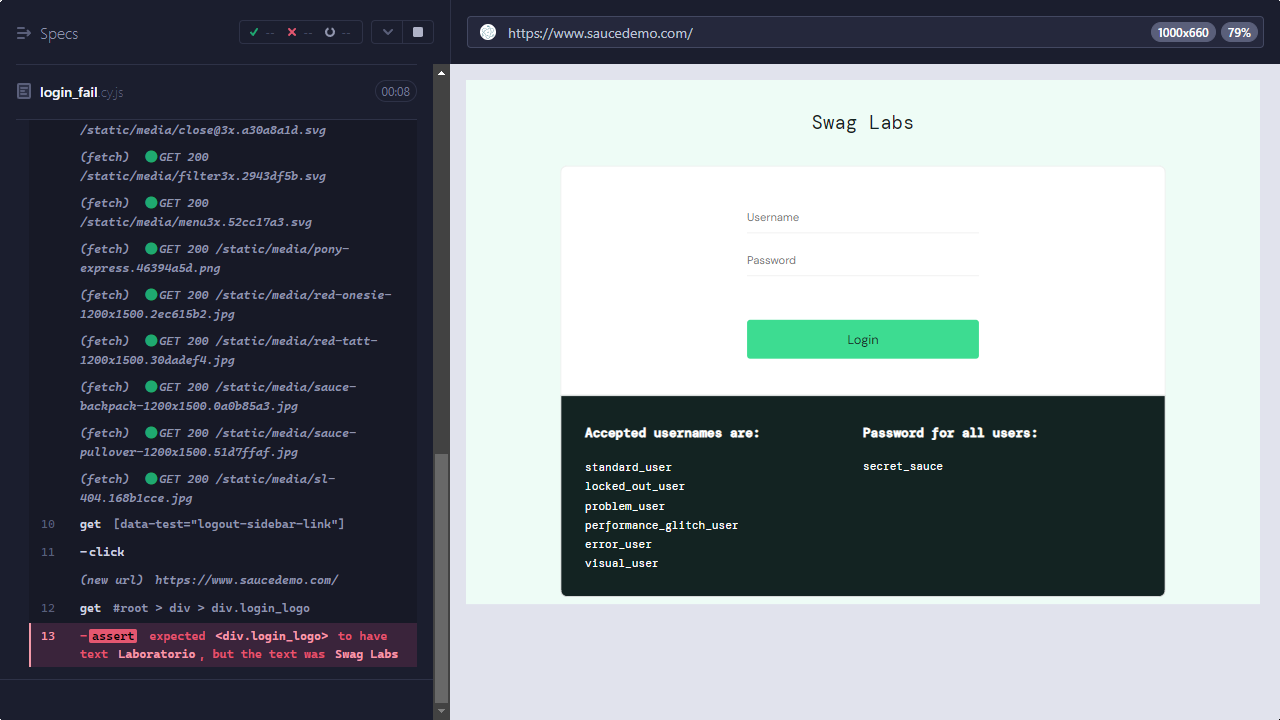 Specs
--
--
--
https://www.saucedemo.com/
1000x660
79%
login_fail.cy.js
00:08
/static/media/close@3x.a30a8a1d.svg
(fetch) GET 200
/static/media/filter3x.2943df5b.svg
(fetch) GET 200
/static/media/menu3x.52cc17a3.svg
(fetch) GET 200 /static/media/pony-
express.46394a5d.png
(fetch) GET 200 /static/media/red-onesie-
1200x1500.2ec615b2.jpg
(fetch) GET 200 /static/media/red-tatt-
1200x1500.30dadef4.jpg
(fetch) GET 200 /static/media/sauce-
backpack-1200x1500.0a0b85a3.jpg
(fetch) GET 200 /static/media/sauce-
pullover-1200x1500.51d7ffaf.jpg
(fetch) GET 200 /static/media/sl-
404.168b1cce.jpg
10 get [data-test="logout-sidebar-link"]
11 -click
(new url) https://www.saucedemo.com/
12 get #root > div > div.login_logo
13 -assert expected <div.login_logo> to have
text Laboratorio, but the text was Swag Labs
Swag Labs
Username
Password
Login
Accepted usernames are:
standard_user
locked_out_user
problem_user
performance_glitch_user
error_user
visual_user
Password for all users:
secret_sauce